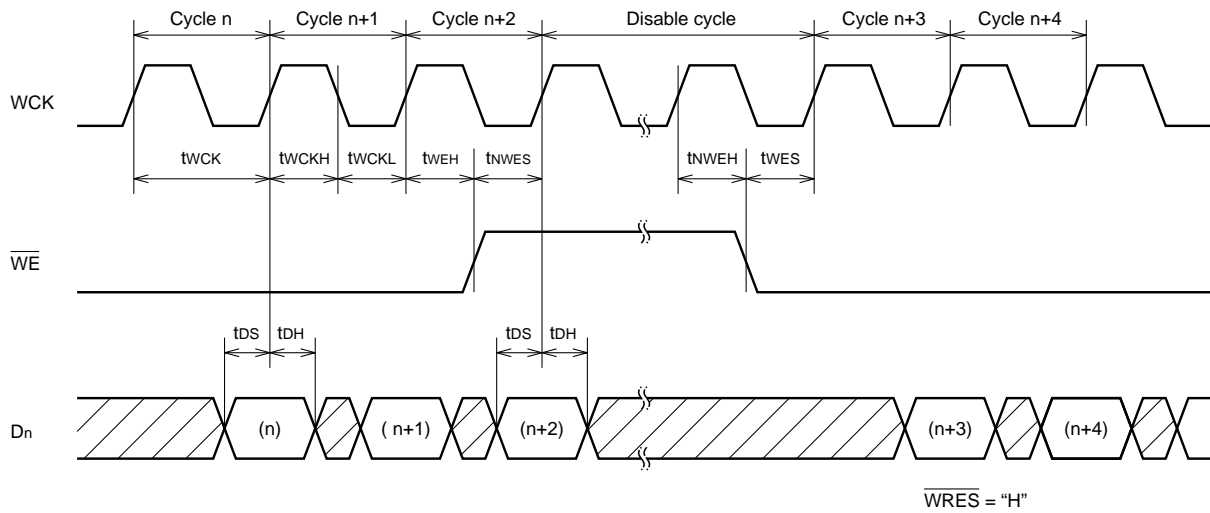 Cycle n Cycle n+1 Cycle n+2 Disable cycle Cycle n+3 Cycle n+4
WCK
tWCK tWCKH tWCKL tWEH tNWES tNWEH tWES
WE
tDS tDH tDS tDH
Dn (n) ( n+1) (n+2) (n+3) (n+4)
WRES = “H”